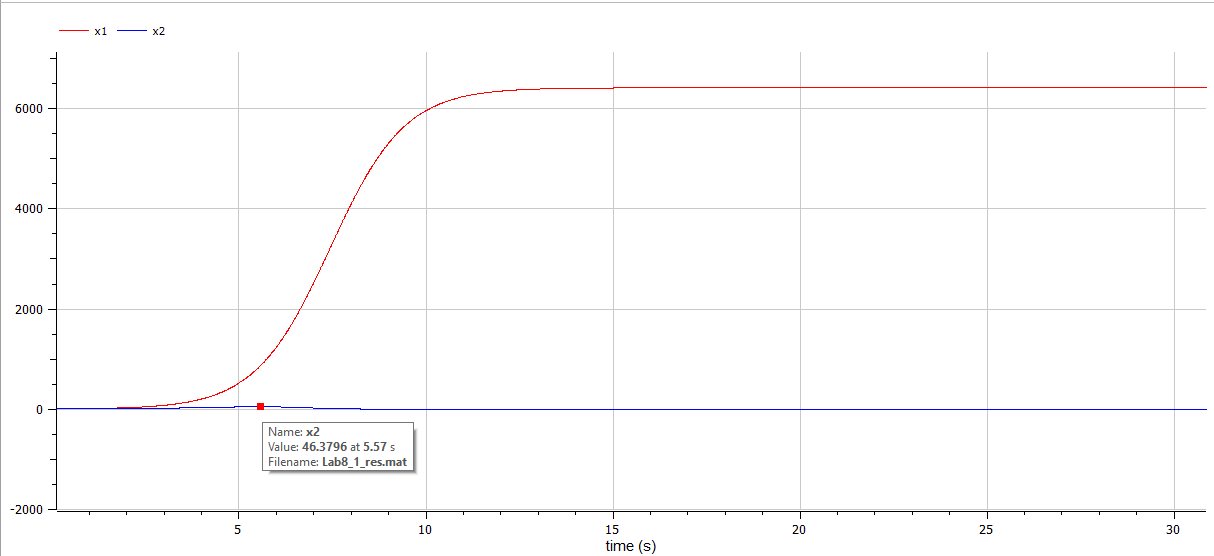 x1 x2
6000
4000
2000
0
-2000
Name: x2
Value: 46.3796 at 5.57 s
Filename: Lab8_1_res.mat
5 10 15 20 25 30
time (s)